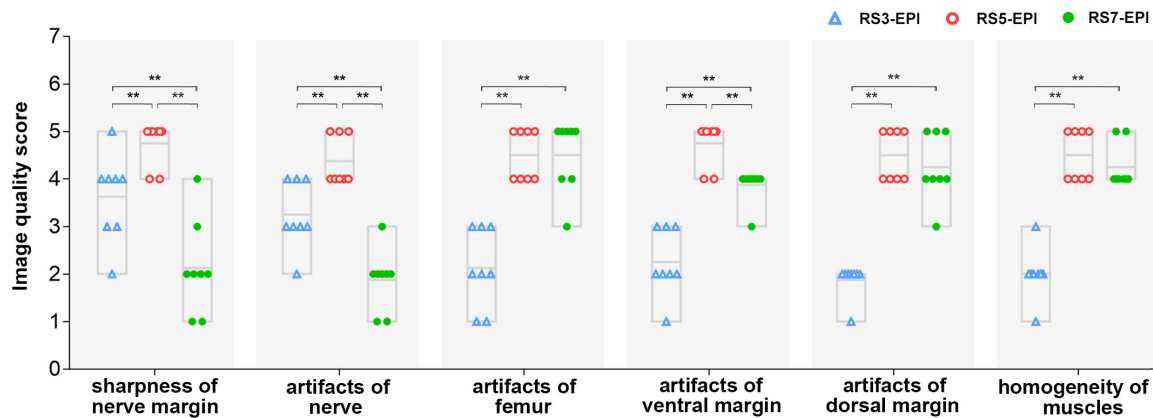 RS3-EPI RS5-EPI RS7-EPI
Image quality score
7
6
5
4
3
2
1
0
** ** ** ** ** **
** ** ** ** ** ** ** ** **
sharpness of nerve margin
artifacts of nerve
artifacts of femur
artifacts of ventral margin
artifacts of dorsal margin
homogeneity of muscles